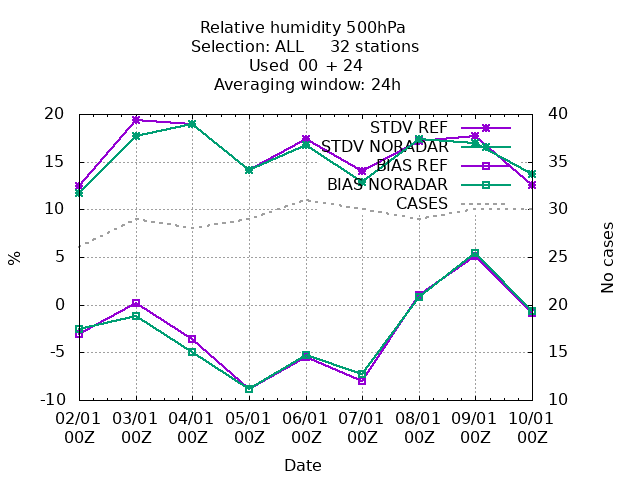 Relative humidity 500hPa
Selection: ALL 32 stations
Used 00 + 24
Averaging window: 24h
20 40
STDV REF
15 35
STDV NORADAR
BIAS REF
BIAS NORADAR
10 30
CASES
5 25
%
No cases
0 20
-5 15
-10 10
02/01 03/01 04/01 05/01 06/01 07/01 08/01 09/01 10/01
00Z 00Z 00Z 00Z 00Z 00Z 00Z 00Z 00Z
Date